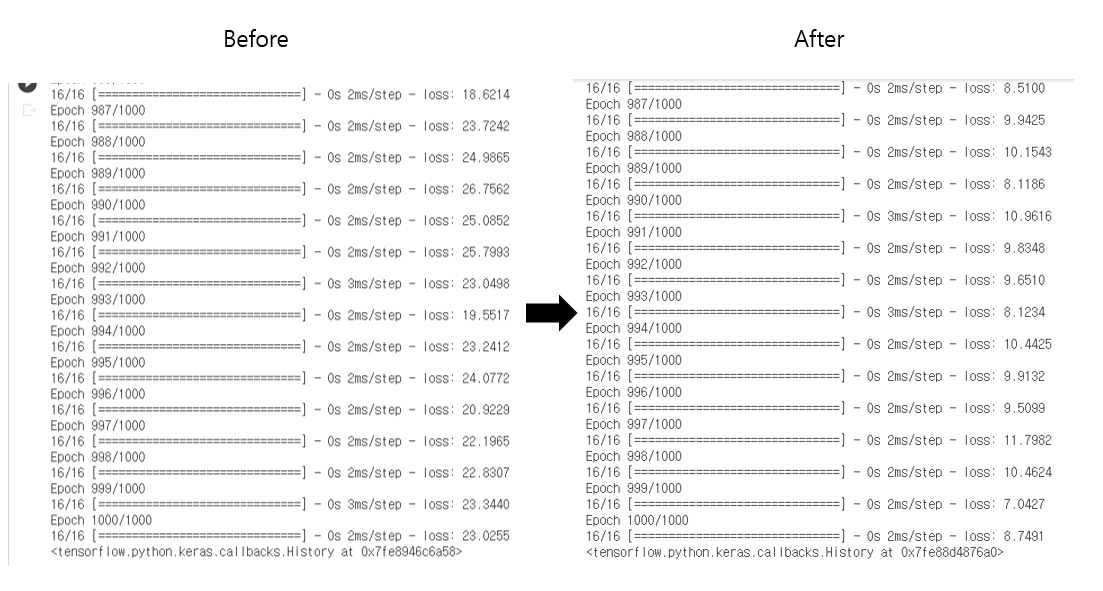 Before
16/16 [==============================] - 0s 2ms/step - loss: 18.6214
Epoch 987/1000
16/16 [==============================] - 0s 2ms/step - loss: 23.7242
Epoch 988/1000
16/16 [==============================] - 0s 2ms/step - loss: 24.9865
Epoch 989/1000
16/16 [==============================] - 0s 2ms/step - loss: 26.7562
Epoch 990/1000
16/16 [==============================] - 0s 2ms/step - loss: 25.0852
Epoch 991/1000
16/16 [==============================] - 0s 2ms/step - loss: 25.7993
Epoch 992/1000
16/16 [==============================] - 0s 3ms/step - loss: 23.0498
Epoch 993/1000
16/16 [==============================] - 0s 2ms/step - loss: 19.5517
Epoch 994/1000
16/16 [==============================] - 0s 2ms/step - loss: 23.2412
Epoch 995/1000
16/16 [==============================] - 0s 2ms/step - loss: 24.0772
Epoch 996/1000
16/16 [==============================] - 0s 2ms/step - loss: 20.9229
Epoch 997/1000
16/16 [==============================] - 0s 2ms/step - loss: 22.1965
Epoch 998/1000
16/16 [==============================] - 0s 2ms/step - loss: 22.8307
Epoch 999/1000
16/16 [==============================] - 0s 3ms/step - loss: 23.3440
Epoch 1000/1000
16/16 [==============================] - 0s 2ms/step - loss: 23.0255
<tensorflow.python.keras.callbacks.History at 0x7fe8946c6a58>
After
16/16 [==============================] - 0s 2ms/step - loss: 8.5100
Epoch 987/1000
16/16 [==============================] - 0s 2ms/step - loss: 9.9425
Epoch 988/1000
16/16 [==============================] - 0s 2ms/step - loss: 10.1543
Epoch 989/1000
16/16 [==============================] - 0s 2ms/step - loss: 8.1186
Epoch 990/1000
16/16 [==============================] - 0s 3ms/step - loss: 10.9616
Epoch 991/1000
16/16 [==============================] - 0s 2ms/step - loss: 9.8348
Epoch 992/1000
16/16 [==============================] - 0s 2ms/step - loss: 9.6510
Epoch 993/1000
16/16 [==============================] - 0s 3ms/step - loss: 8.1234
Epoch 994/1000
16/16 [==============================] - 0s 2ms/step - loss: 10.4425
Epoch 995/1000
16/16 [==============================] - 0s 2ms/step - loss: 9.9132
Epoch 996/1000
16/16 [==============================] - 0s 2ms/step - loss: 9.5099
Epoch 997/1000
16/16 [==============================] - 0s 2ms/step - loss: 11.7982
Epoch 998/1000
16/16 [==============================] - 0s 2ms/step - loss: 10.4624
Epoch 999/1000
16/16 [==============================] - 0s 2ms/step - loss: 7.0427
Epoch 1000/1000
16/16 [==============================] - 0s 2ms/step - loss: 8.7491
<tensorflow.python.keras.callbacks.History at 0x7fe88d4876a0>